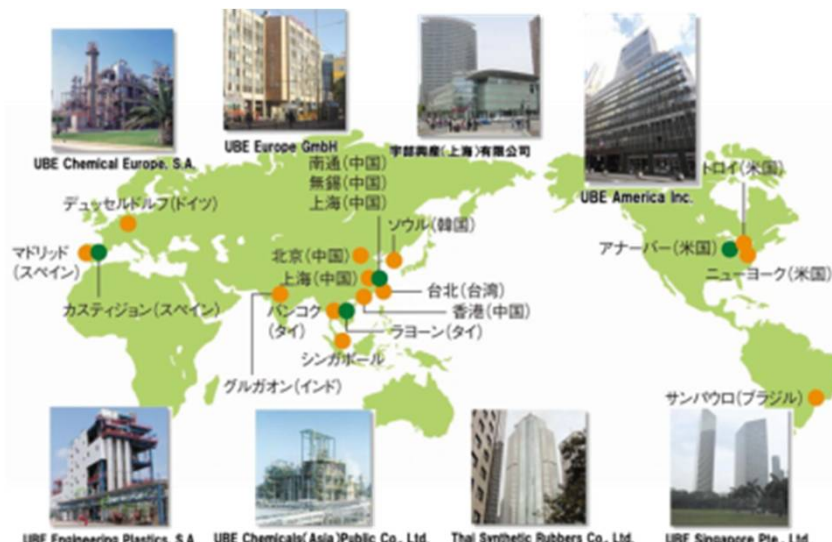 UBE Chemical Europe, S.A.
UBE Europe GmbH
宇部興産(上海)有限公司
UBE America Inc.
南通(中国)
無錫(中国)
上海(中国)
トロイ(米国)
デュッセルドルフ(ドイツ)
ソウル(韓国)
マドリッド
(スペイン)
北京(中国)
アナーバー(米国)
上海(中国)
ニューヨーク(米国)
カスティジョン(スペイン)
台北(台湾)
バンコク
(タイ)
香港(中国)
ラヨーン(タイ)
シンガポール
グルガオン(インド)
サンパウロ(ブラジル)
UBE Engineering Plastics, S.A.
UBE Chemicals(Asia)Public Co., Ltd.
Thai Synthetic Rubbers Co., Ltd.
UBE Singapore Pte., Ltd.